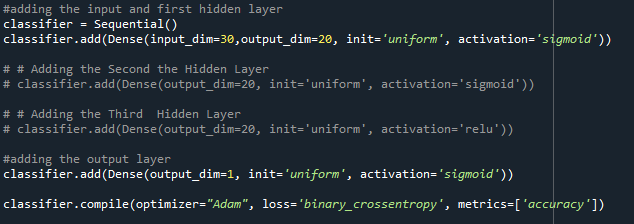 #adding the input and first hidden layer
classifier = Sequential()
classifier.add(Dense(input_dim=30,output_dim=20, init='uniform', activation='sigmoid'))
# # Adding the Second the Hidden Layer
# classifier.add(Dense(output_dim=20, init='uniform', activation='sigmoid'))
# # Adding the Third  Hidden Layer
# classifier.add(Dense(output_dim=20, init='uniform', activation='relu'))
#adding the output layer
classifier.add(Dense(output_dim=1, init='uniform', activation='sigmoid'))
classifier.compile(optimizer="Adam", loss='binary_crossentropy', metrics=['accuracy'])